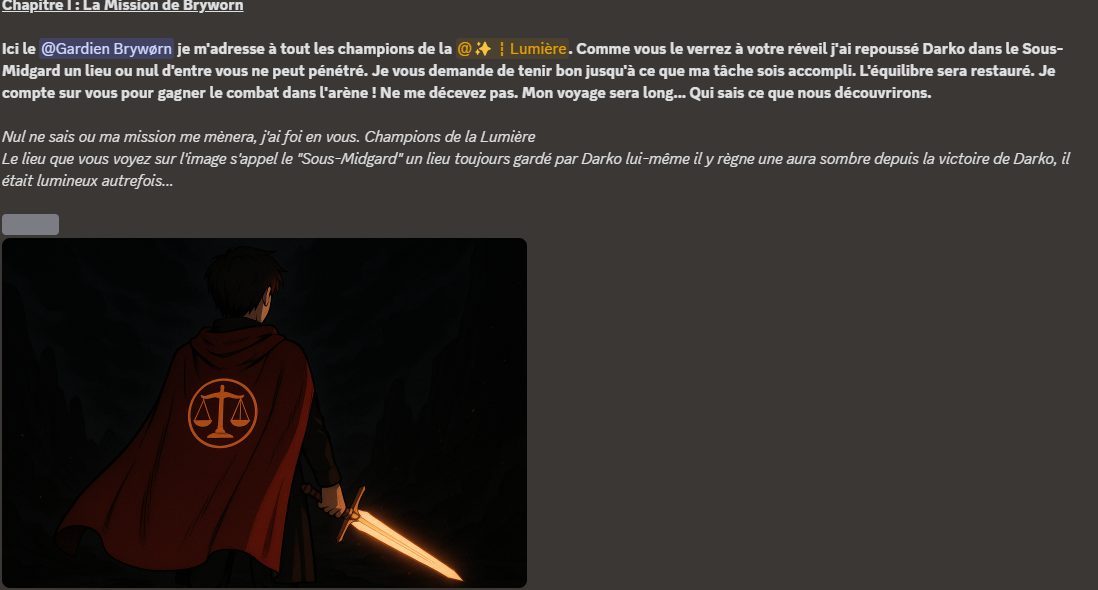 Chapitre I : La Mission de Bryworn
Ici le @Gardien Brywørn je m'adresse à tout les champions de la @✨ ¦ Lumière. Comme vous le verrez à votre réveil j'ai repoussé Darko dans le Sous-
Midgard un lieu ou nul d'entre vous ne peut pénétré. Je vous demande de tenir bon jusqu'à ce que ma tâche sois accompli. L'équilibre sera restauré. Je
compte sur vous pour gagner le combat dans l'arène ! Ne me décevez pas. Mon voyage sera long... Qui sais ce que nous découvrirons.
Nul ne sais ou ma mission me mènera, j'ai foi en vous. Champions de la Lumière
Le lieu que vous voyez sur l'image s'appel le "Sous-Midgard" un lieu toujours gardé par Darko lui-même il y règne une aura sombre depuis la victoire de Darko, il
était lumineux autrefois...